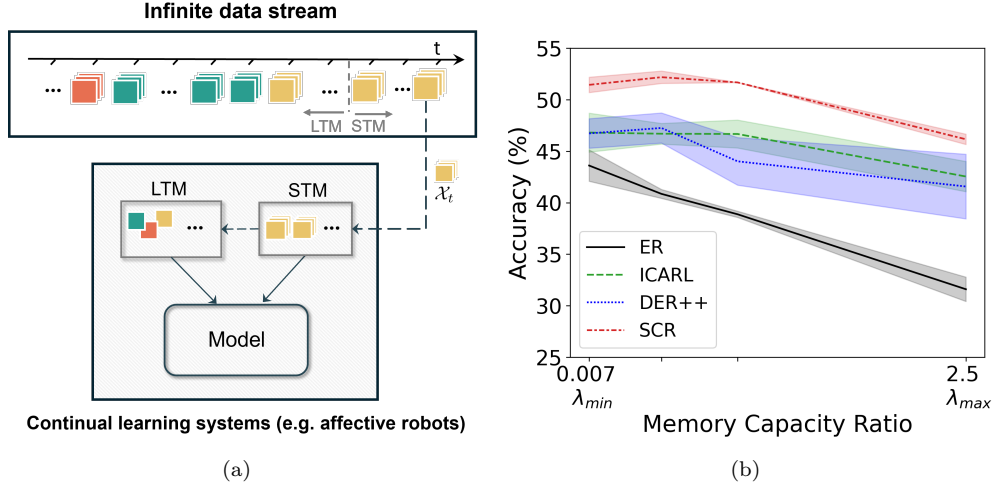 Infinite data stream
t
...
...
...
...
LTM
STM
𝒳t
LTM
STM
...
...
Model
Continual learning systems (e.g. affective robots)
(a)
Accuracy (%)
55
50
45
40
35
30
25
ER
ICARL
DER++
SCR
0.007
2.5
λmin
λmax
Memory Capacity Ratio
(b)